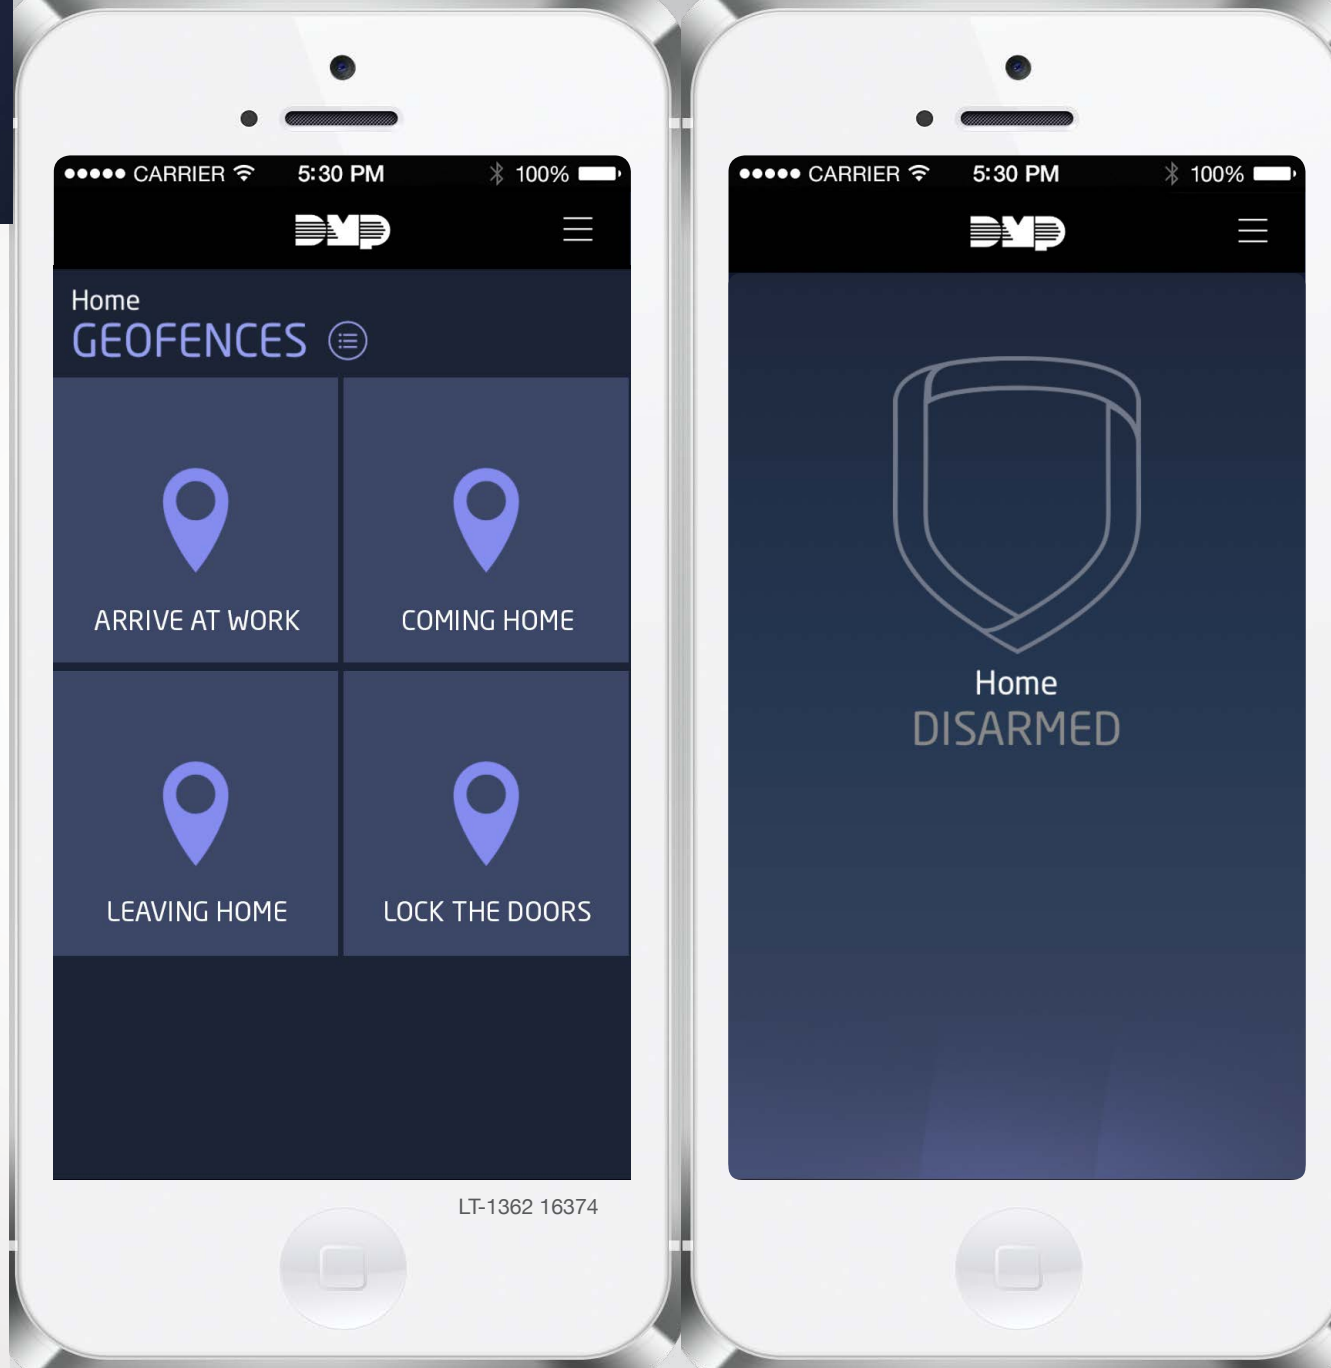 CARRIER 5:30 PM 100%
DMP
Home
GEOFENCES
ARRIVE AT WORK
COMING HOME
LEAVING HOME
LOCK THE DOORS
LT-1362 16374
CARRIER 5:30 PM 100%
DMP
Home
DISARMED